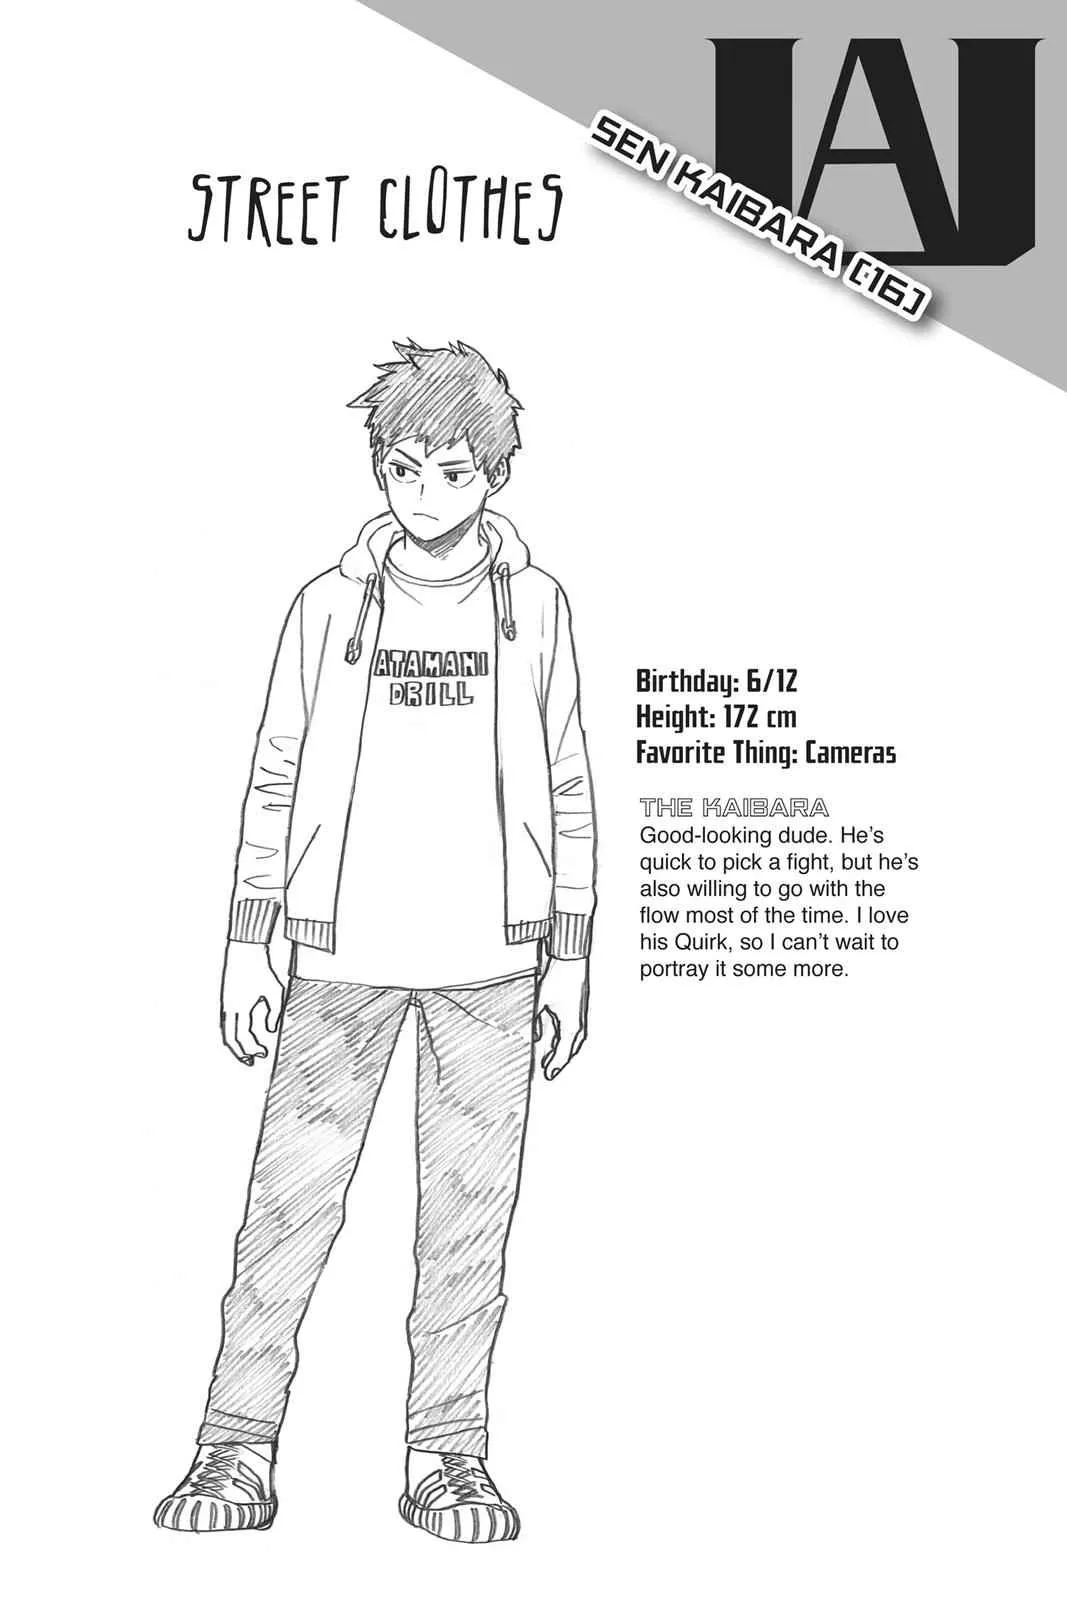 UA
SEN KAIBARA (16)
STREET CLOTHES
ATAMANI
DRILL
Birthday: 6/12
Height: 172 cm
Favorite Thing: Cameras
THE KAIBARA
Good-looking dude. He's
quick to pick a fight, but he's
also willing to go with the
flow most of the time. I love
his Quirk, so I can't wait to
portray it some more.